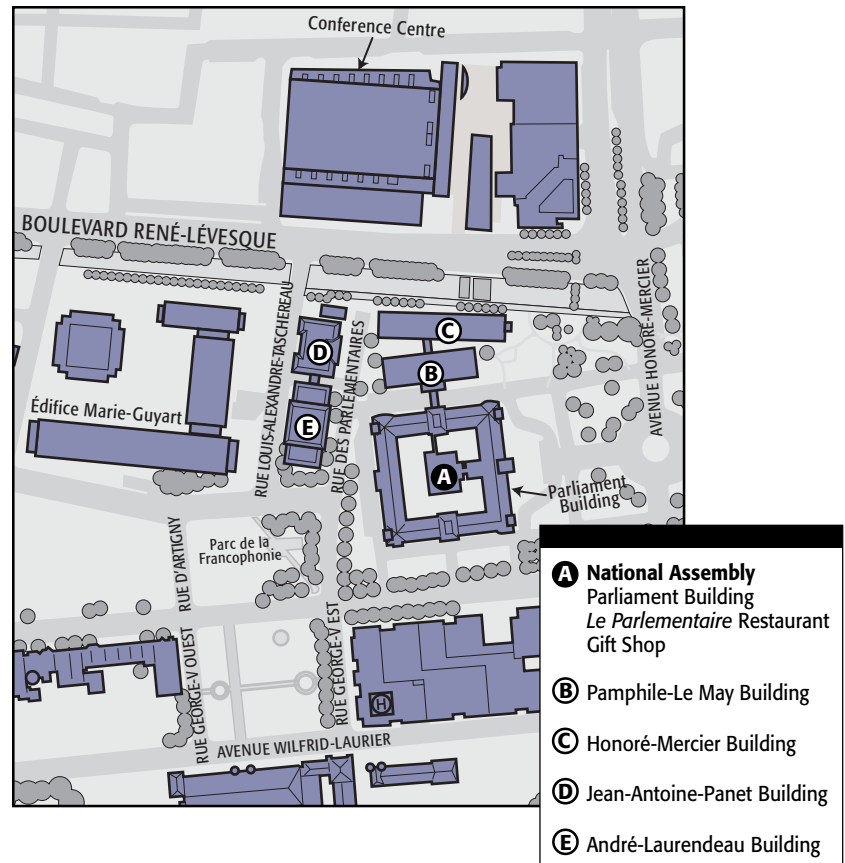 Conference Centre
BOULEVARD RENÉ-LÉVESQUE
AVENUE HONORÉ-MERCIER
RUE LOUIS-ALEXANDRE-TASCHEREAU
RUE DES PARLEMENTAIRES
C
D
B
Édifice Marie-Guyart
E
A
Parliament
Building
RUE D'ARTIGNY
Parc de la
Francophonie
RUE GEORGE-V OUEST
RUE GEORGE-V EST
H
AVENUE WILFRID-LAURIER
A National Assembly
Parliament Building
Le Parlementaire Restaurant
Gift Shop
B Pamphile-Le May Building
C Honoré-Mercier Building
D Jean-Antoine-Panet Building
E André-Laurendeau Building